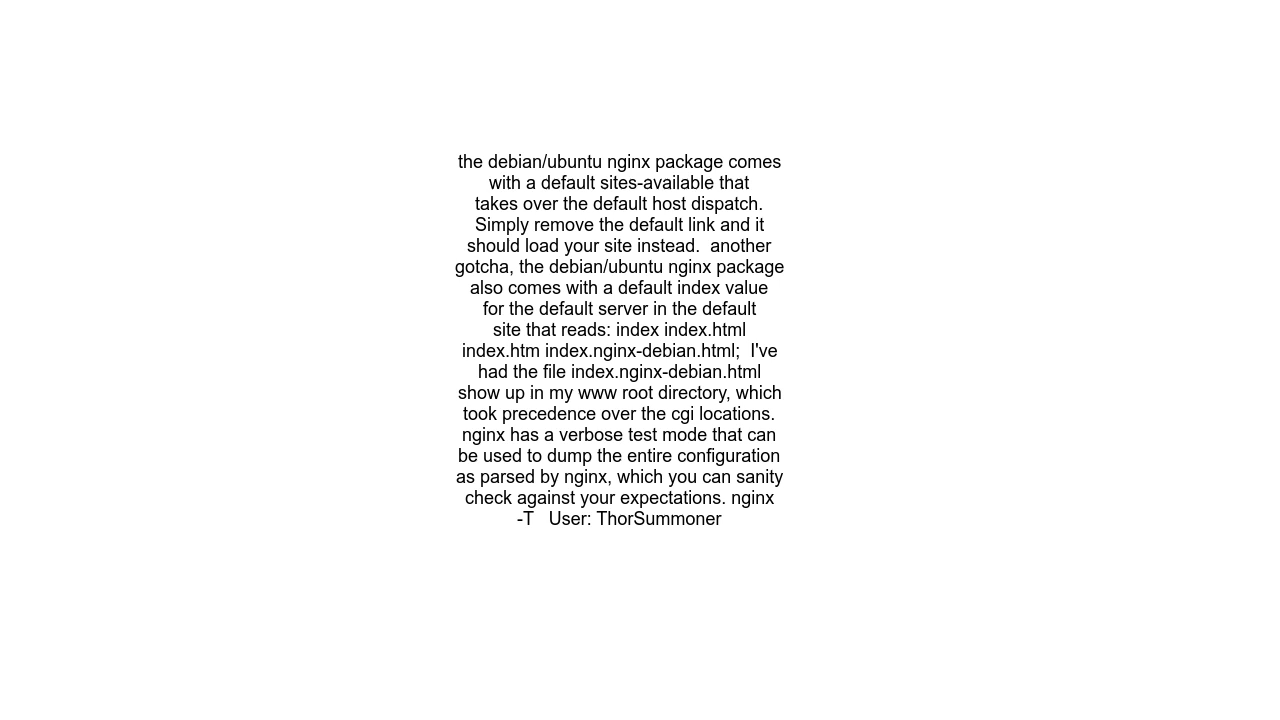 the debian/ubuntu nginx package comes
with a default sites-available that
takes over the default host dispatch.
Simply remove the default link and it
should load your site instead.  another
gotcha, the debian/ubuntu nginx package
also comes with a default index value
for the default server in the default
site that reads: index index.html
index.htm index.nginx-debian.html;  I've
had the file index.nginx-debian.html
show up in my www root directory, which
took precedence over the cgi locations.
nginx has a verbose test mode that can
be used to dump the entire configuration
as parsed by nginx, which you can sanity
check against your expectations. nginx
-T   User: ThorSummoner